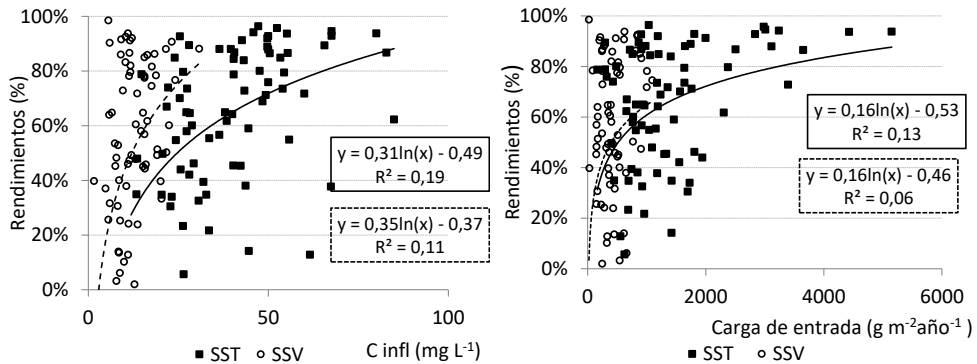 Rendimientos (%)
100%
80%
60%
40%
20%
0%
y = 0,31ln(x) - 0,49
R² = 0,19
y = 0,35ln(x) - 0,37
R² = 0,11
0
50
100
C infl (mg L⁻¹)
SST
SSV
Rendimientos (%)
100%
80%
60%
40%
20%
0%
y = 0,16ln(x) - 0,53
R² = 0,13
y = 0,16ln(x) - 0,46
R² = 0,06
0
2000
4000
6000
Carga de entrada (g m⁻²año⁻¹)
SST
SSV